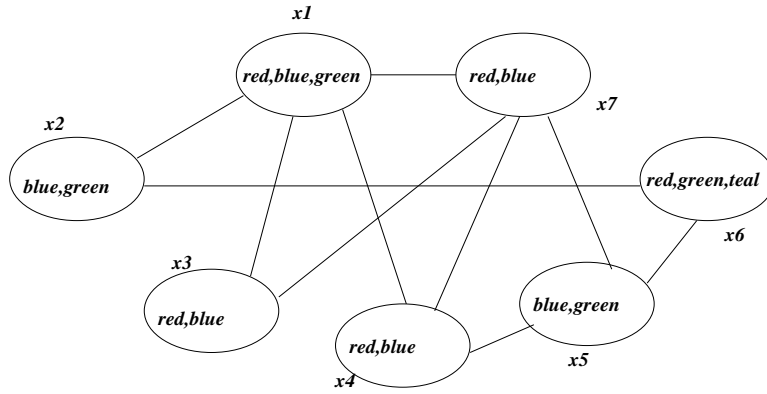 x1
red,blue,green
red,blue
x7
x2
blue,green
red,green,teal
x6
x3
red,blue
blue,green
x5
red,blue
x4